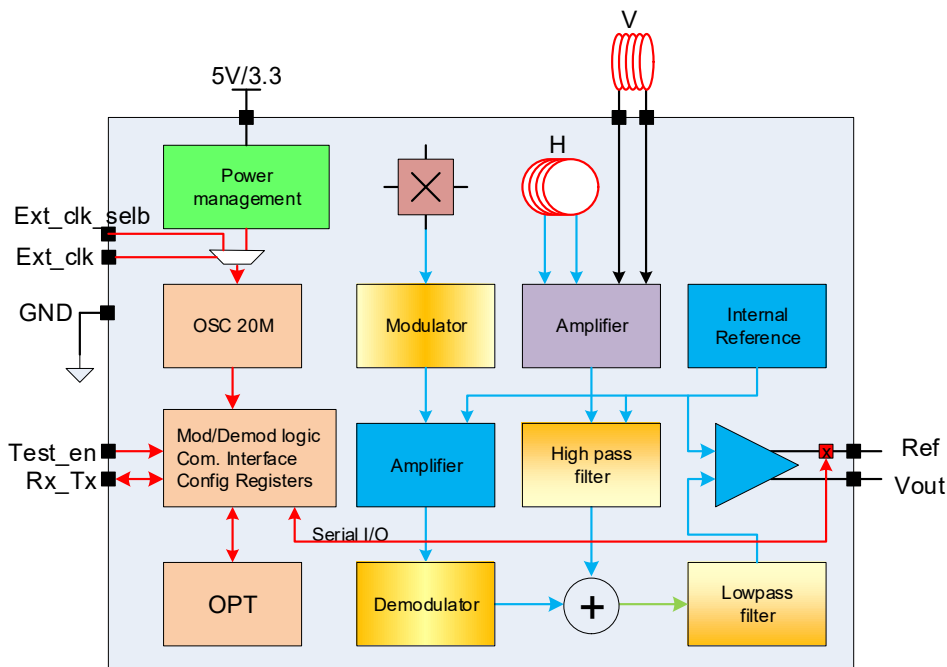 V
5V/3.3
H
Power
management
Ext_clk_selb
Ext_clk
GND
OSC 20M
Modulator
Amplifier
Internal
Reference
Test_en
Rx_Tx
Mod/Demod logic
Com. Interface
Config Registers
Amplifier
High pass
filter
x
Ref
Vout
Serial I/O
OPT
Demodulator
+
Lowpass
filter